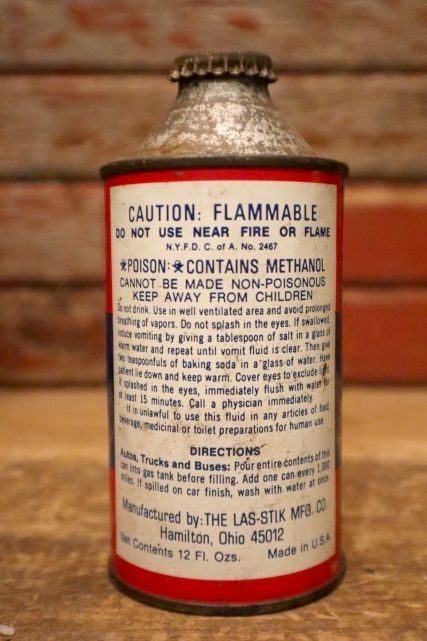 CAUTION: FLAMMABLE
DO NOT USE NEAR FIRE OR FLAME
N.Y.F.D. C. of A. No. 2467
☠POISON:☠CONTAINS METHANOL
CANNOT BE MADE NON-POISONOUS
KEEP AWAY FROM CHILDREN
Do not drink. Use in well ventilated area and avoid prolonged
breathing of vapors. Do not splash in the eyes. If swallowed,
induce vomiting by giving a tablespoon of salt in a glass of
warm water and repeat until vomit fluid is clear. Then give
two teaspoonfuls of baking soda in a glass of water. Have
patient lie down and keep warm. Cover eyes to exclude light.
If splashed in the eyes, immediately flush with water for
at least 15 minutes. Call a physician immediately.
It is unlawful to use this fluid in any articles of food,
beverage, medicinal or toilet preparations for human use.
DIRECTIONS
Autos, Trucks and Buses: Pour entire contents of this
can into gas tank before filling. Add one can every 1,000
miles. If spilled on car finish, wash with water at once.
Manufactured by: THE LAS-STIK MFG. CO.
Hamilton, Ohio 45012
Net Contents 12 Fl. Ozs. Made in U.S.A.